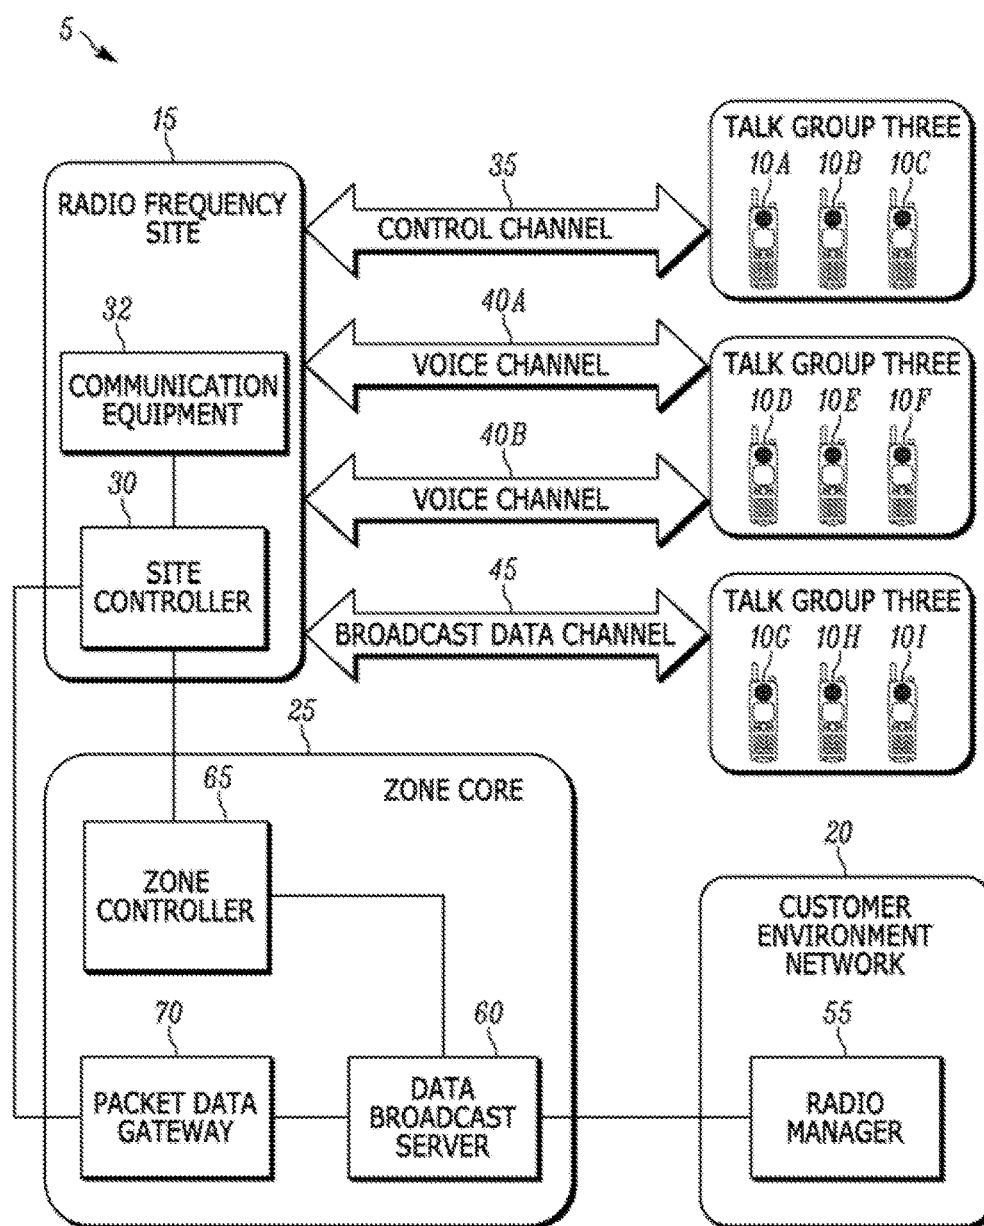 5
15
RADIO FREQUENCY
SITE
32
COMMUNICATION
EQUIPMENT
30
SITE
CONTROLLER
35
CONTROL CHANNEL
40A
VOICE CHANNEL
40B
VOICE CHANNEL
45
BROADCAST DATA CHANNEL
TALK GROUP THREE
10A 10B 10C
TALK GROUP THREE
10D 10E 10F
TALK GROUP THREE
10G 10H 10I
25
ZONE CORE
65
ZONE
CONTROLLER
70
PACKET DATA
GATEWAY
60
DATA
BROADCAST
SERVER
20
CUSTOMER
ENVIRONMENT
NETWORK
55
RADIO
MANAGER